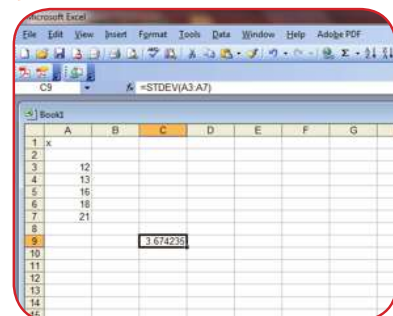 Microsoft Excel
File Edit View Insert Format Tools Data Window Help Adobe PDF
C9 fx =STDEV(A3:A7)
Book1
A B C D E F G
1 x
2
3 12
4 13
5 16
6 18
7 21
8
9 3.674235
10
11
12
13
14
15